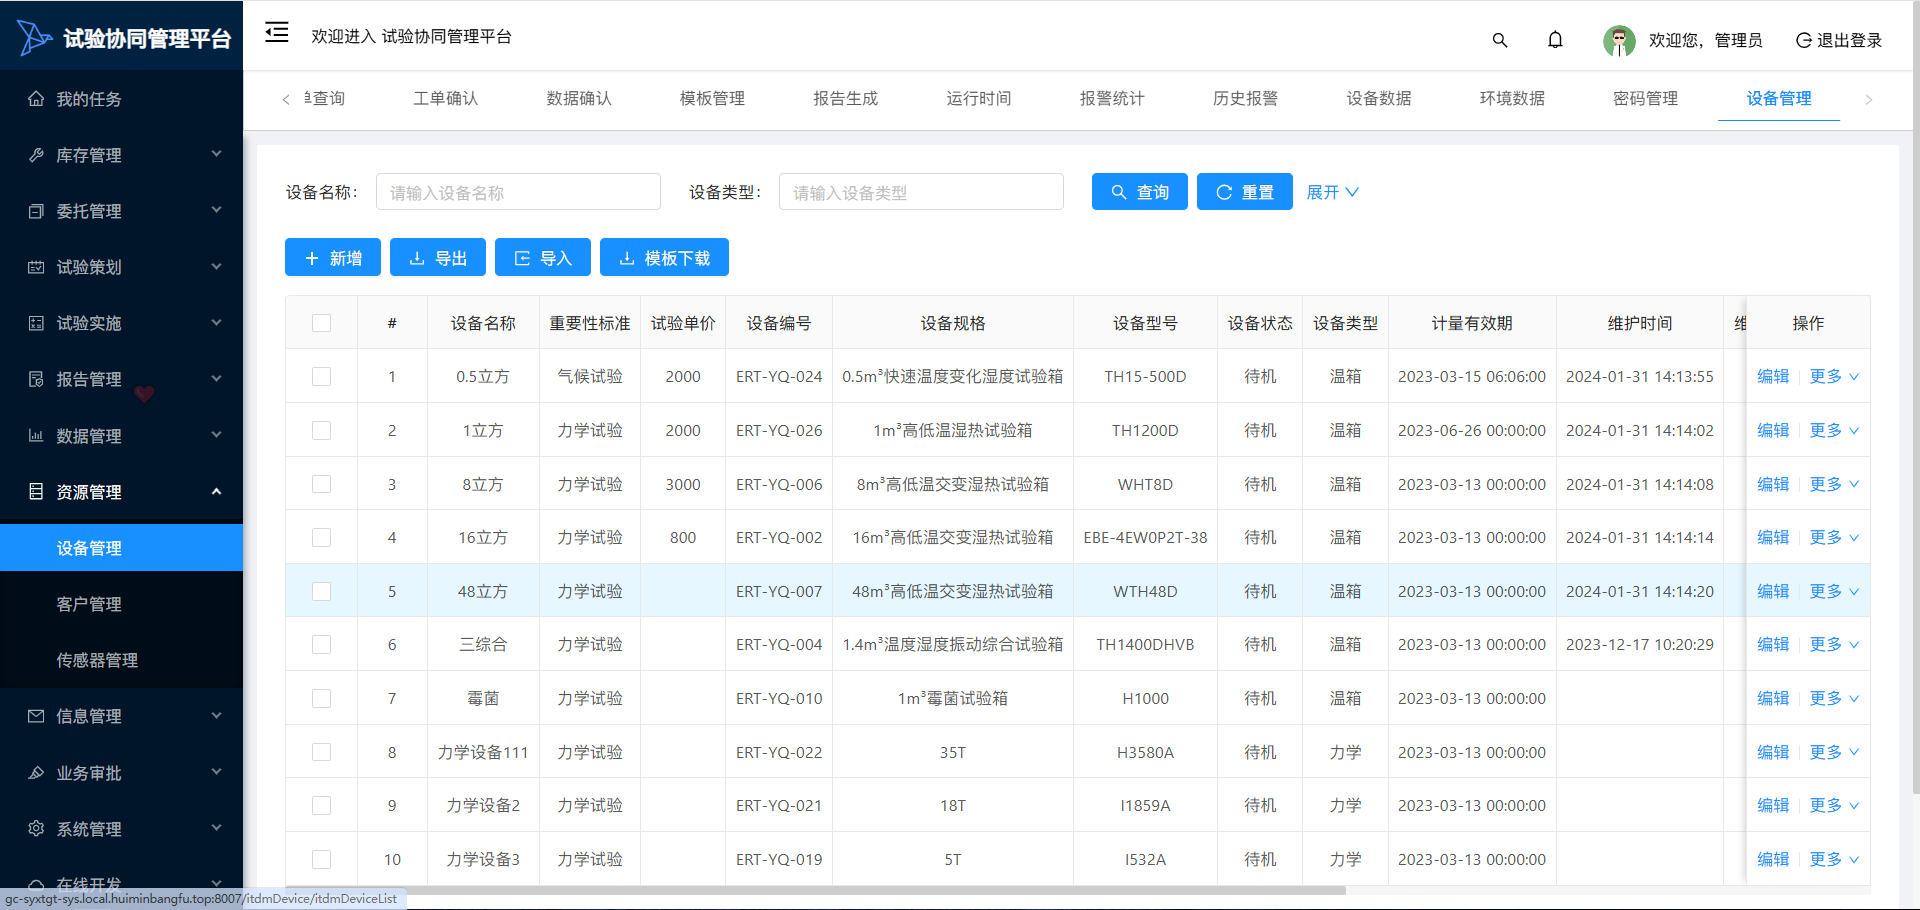 试验协同管理平台
欢迎进入 试验协同管理平台
欢迎您，管理员
退出登录
我的任务
库存管理
委托管理
试验策划
试验实施
报告管理
数据管理
资源管理
设备管理
客户管理
传感器管理
信息管理
业务审批
系统管理
在线开发
gc-syxtgt-sys.local.huiminbangfu.top:8007/itdmDevice/itdmDeviceList
查询 工单确认 数据确认 模板管理 报告生成 运行时间 报警统计 历史报警 设备数据 环境数据 密码管理 设备管理
设备名称： 请输入设备名称 设备类型： 请输入设备类型 查询 重置 展开
新增 导出 导入 模板下载
# 设备名称 重要性标准 试验单价 设备编号 设备规格 设备型号 设备状态 设备类型 计量有效期 维护时间 维 操作
1 0.5立方 气候试验 2000 ERT-YQ-024 0.5m³快速温度变化湿度试验箱 TH15-500D 待机 温箱 2023-03-15 06:06:00 2024-01-31 14:13:55 编辑 更多
2 1立方 力学试验 2000 ERT-YQ-026 1m³高低温湿热试验箱 TH1200D 待机 温箱 2023-06-26 00:00:00 2024-01-31 14:14:02 编辑 更多
3 8立方 力学试验 3000 ERT-YQ-006 8m³高低温交变湿热试验箱 WHT8D 待机 温箱 2023-03-13 00:00:00 2024-01-31 14:14:08 编辑 更多
4 16立方 力学试验 800 ERT-YQ-002 16m³高低温交变湿热试验箱 EBE-4EW0P2T-38 待机 温箱 2023-03-13 00:00:00 2024-01-31 14:14:14 编辑 更多
5 48立方 力学试验 ERT-YQ-007 48m³高低温交变湿热试验箱 WTH48D 待机 温箱 2023-03-13 00:00:00 2024-01-31 14:14:20 编辑 更多
6 三综合 力学试验 ERT-YQ-004 1.4m³温度湿度振动综合试验箱 TH1400DHVB 待机 温箱 2023-03-13 00:00:00 2023-12-17 10:20:29 编辑 更多
7 霉菌 力学试验 ERT-YQ-010 1m³霉菌试验箱 H1000 待机 温箱 2023-03-13 00:00:00 编辑 更多
8 力学设备111 力学试验 ERT-YQ-022 35T H3580A 待机 力学 2023-03-13 00:00:00 编辑 更多
9 力学设备2 力学试验 ERT-YQ-021 18T I1859A 待机 力学 2023-03-13 00:00:00 编辑 更多
10 力学设备3 力学试验 ERT-YQ-019 5T I532A 待机 力学 2023-03-13 00:00:00 编辑 更多